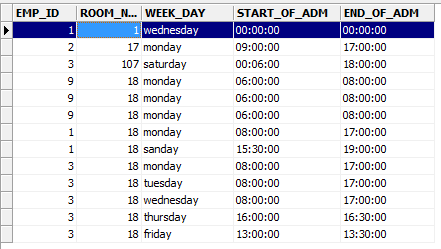 EMP_ID ROOM_N... WEEK_DAY START_OF_ADM END_OF_ADM
1 1 wednesday 00:00:00 00:00:00
2 17 monday 09:00:00 17:00:00
3 107 saturday 00:06:00 18:00:00
9 18 monday 06:00:00 08:00:00
9 18 monday 06:00:00 08:00:00
9 18 monday 06:00:00 08:00:00
1 18 monday 08:00:00 17:00:00
1 18 sanday 15:30:00 19:00:00
3 18 monday 08:00:00 17:00:00
3 18 tuesday 08:00:00 17:00:00
3 18 wednesday 08:00:00 17:00:00
3 18 thursday 16:00:00 16:30:00
3 18 friday 13:00:00 13:30:00